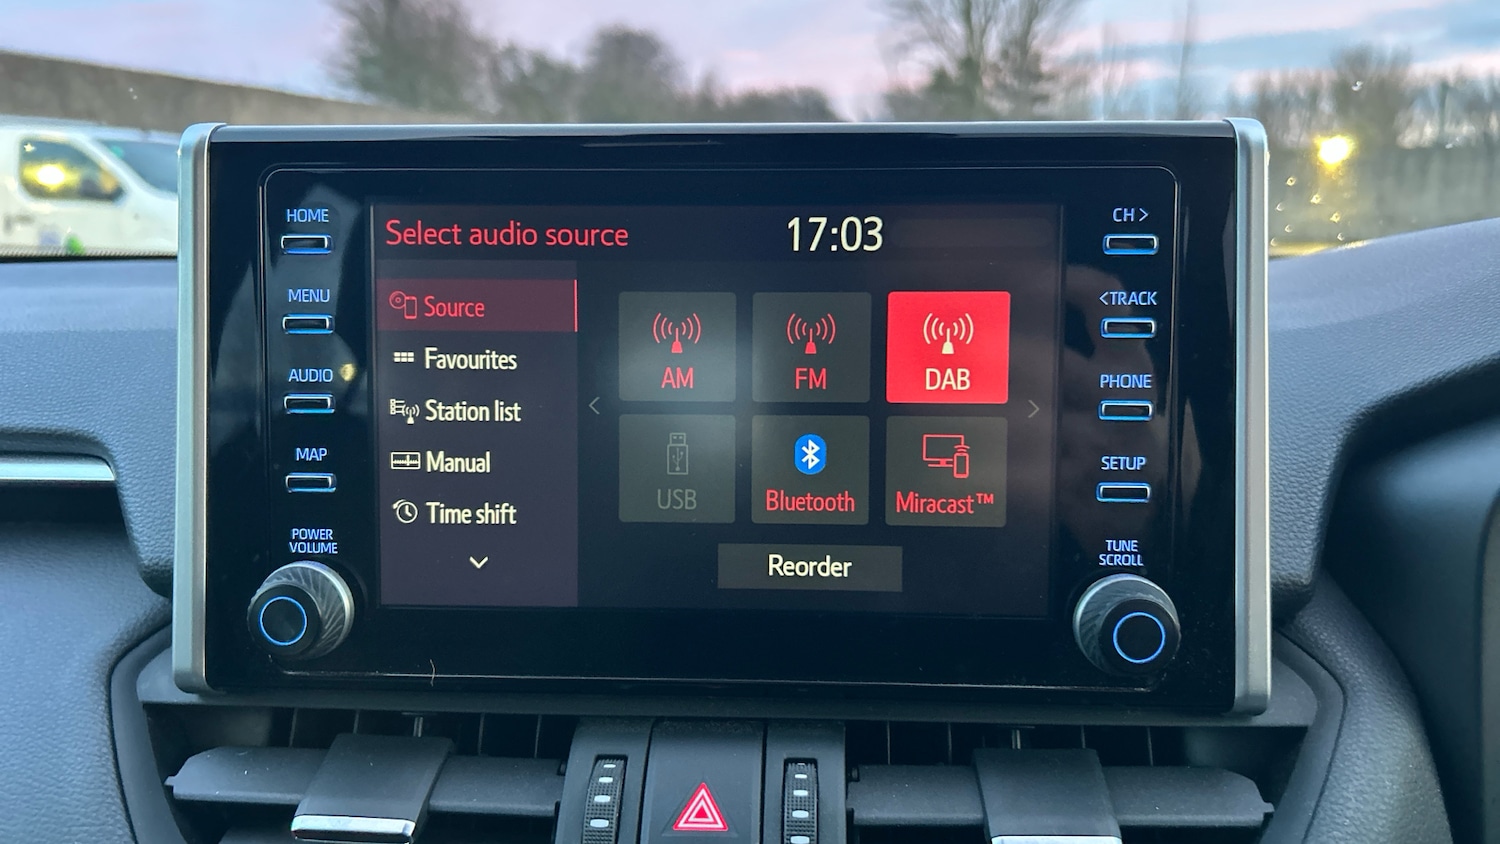 HOME
MENU
AUDIO
MAP
POWER
VOLUME
Select audio source
17:03
Source
Favourites
Station list
Manual
Time shift
AM
FM
DAB
USB
Bluetooth
Miracast™
Reorder
CH >
<TRACK
PHONE
SETUP
TUNE
SCROLL